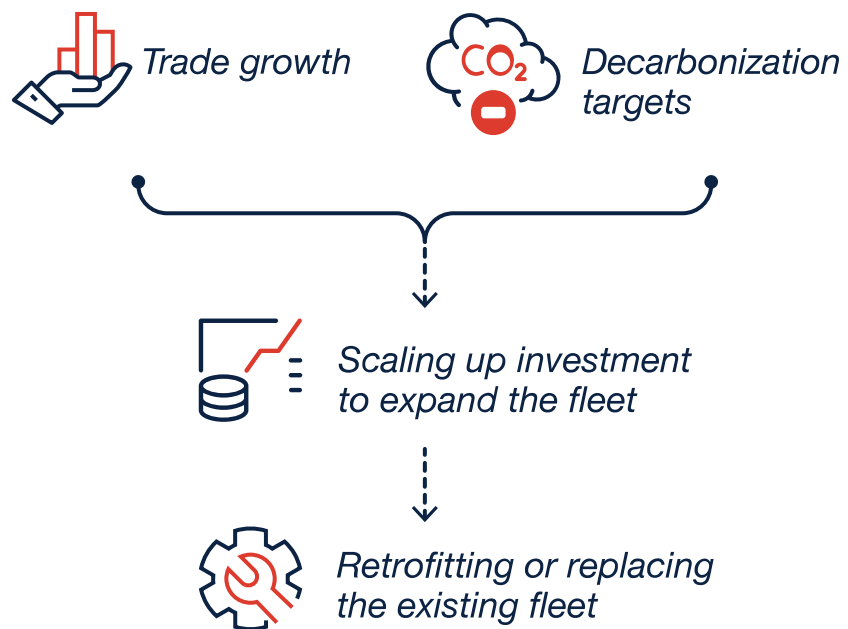 Trade growth
CO2
Decarbonization
targets
Scaling up investment
to expand the fleet
Retrofitting or replacing
the existing fleet